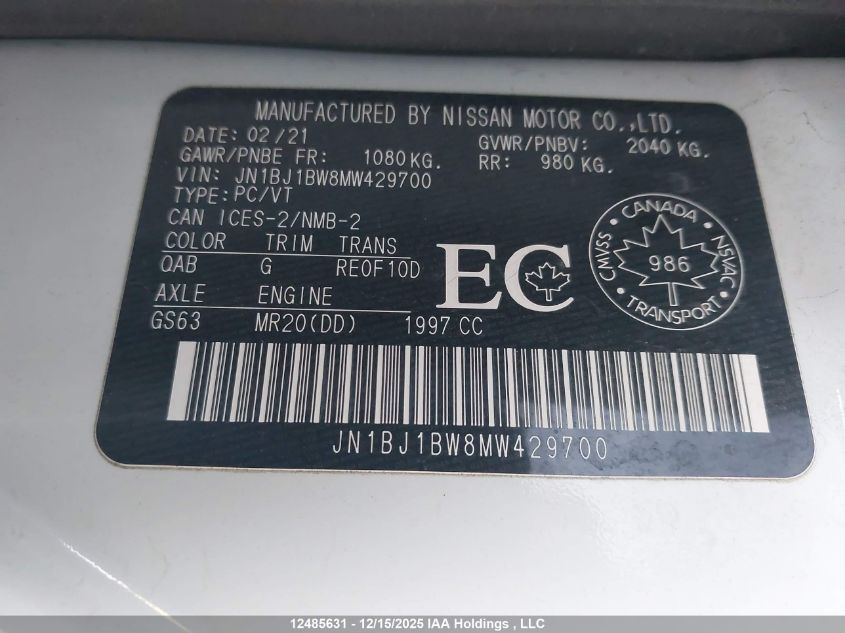 MANUFACTURED BY NISSAN MOTOR CO.,LTD.
DATE: 02/21 GVWR/PNBV: 2040 KG.
GAWR/PNBE FR: 1080KG. RR: 980 KG.
VIN: JN1BJ1BW8MW429700
TYPE:PC/VT
CAN ICES-2/NMB-2
COLOR TRIM TRANS
QAB G RE0F10D
AXLE ENGINE
GS63 MR20(DD) 1997 CC
EC
CANADA
CMVSS 986 NSVAC
TRANSPORT
JN1BJ1BW8MW429700
12485631 - 12/15/2025 IAA Holdings , LLC